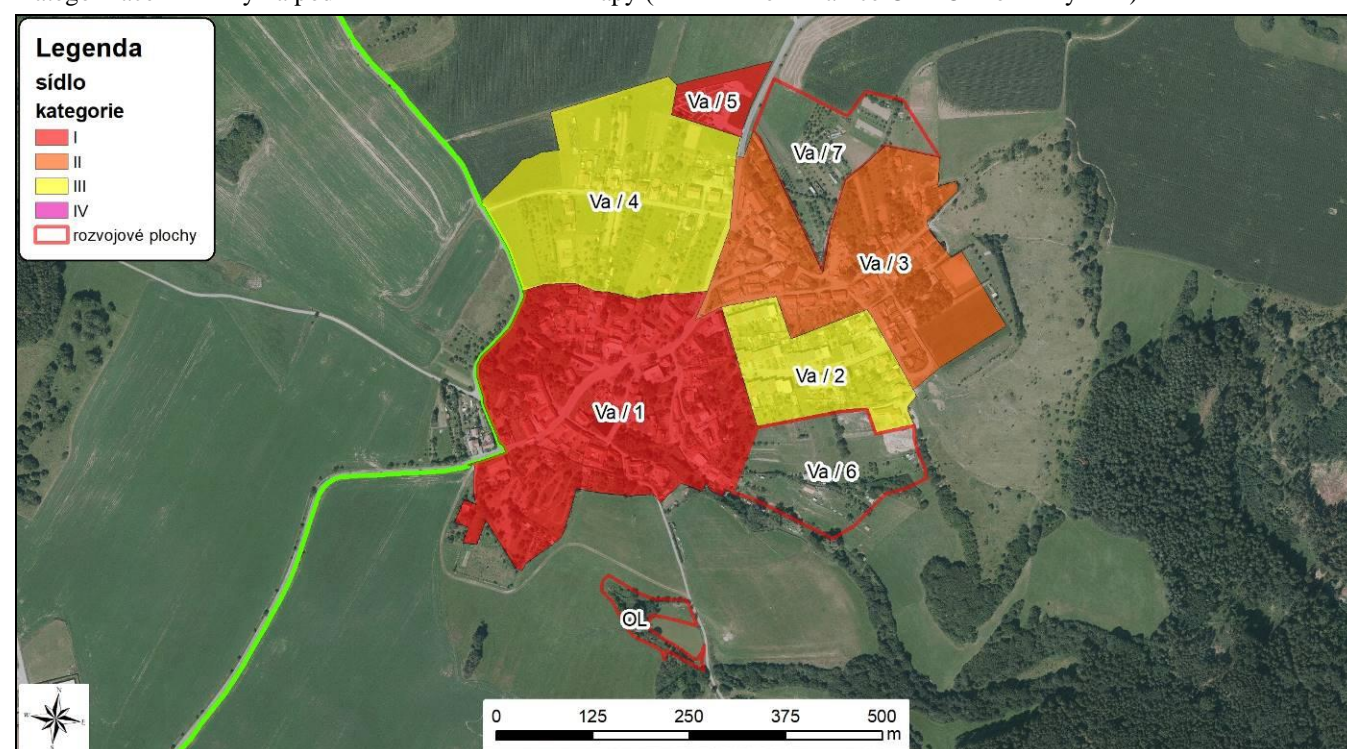 Legenda
sídlo
kategorie
I
II
III
IV
rozvojové plochy
Va / 5
Va / 7
Va / 4
Va / 3
Va / 2
Va / 1
Va / 6
OL
N
W
E
S
0 125 250 375 500
m